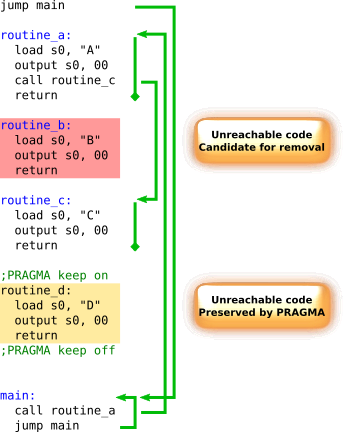 jump main
routine_a:
load s0, "A"
output s0, 00
call routine_c
return
routine_b:
load s0, "B"
output s0, 00
return
Unreachable code
Candidate for removal
routine_c:
load s0, "C"
output s0, 00
return
;PRAGMA keep on
routine_d:
load s0, "D"
output s0, 00
return
;PRAGMA keep off
Unreachable code
Preserved by PRAGMA
main:
call routine_a
jump main